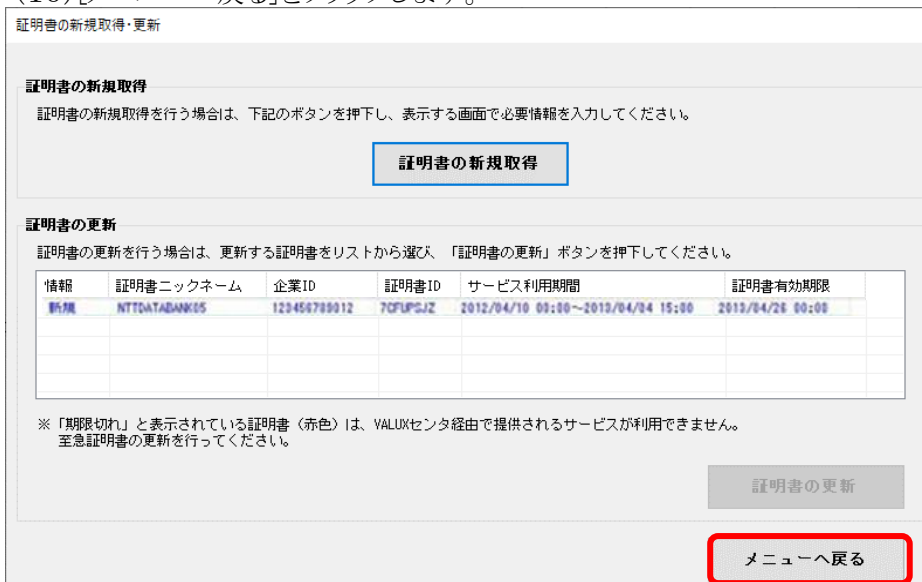 証明書の新規取得・更新
証明書の新規取得
証明書の新規取得を行う場合は、下記のボタンを押下し、表示する画面で必要情報を入力してください。
証明書の新規取得
証明書の更新
証明書の更新を行う場合は、更新する証明書をリストから選び、「証明書の更新」ボタンを押下してください。
情報 証明書ニックネーム 企業ID 証明書ID サービス利用期間 証明書有効期限
新規 NTTDATABANK05 123456789012 7CFUPSJZ 2012/04/10 00:00～2013/04/04 15:00 2013/04/26 00:00
※「期限切れ」と表示されている証明書（赤色）は、VALUXセンタ経由で提供されるサービスが利用できません。
至急証明書の更新を行ってください。
証明書の更新
メニューへ戻る